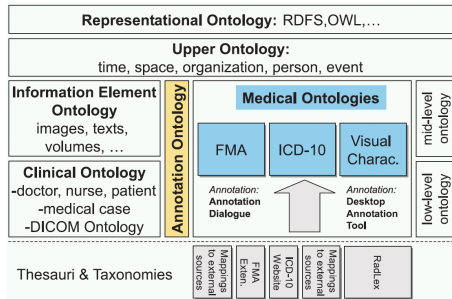 Representational Ontology: RDFS,OWL,...
Upper Ontology:
time, space, organization, person, event
Information Element
Ontology
images, texts,
volumes, ...
Clinical Ontology
-doctor, nurse, patient
-medical case
-DICOM Ontology
Annotation Ontology
Medical Ontologies
FMA
ICD-10
Visual
Charac.
Annotation:
Annotation
Dialogue
Annotation:
Desktop
Annotation
Tool
mid-level
ontology
low-level
ontology
Thesauri & Taxonomies
Mappings
to external
sources
FMA
Exten.
ICD-10
Website
Mappings
to external
sources
RadLex